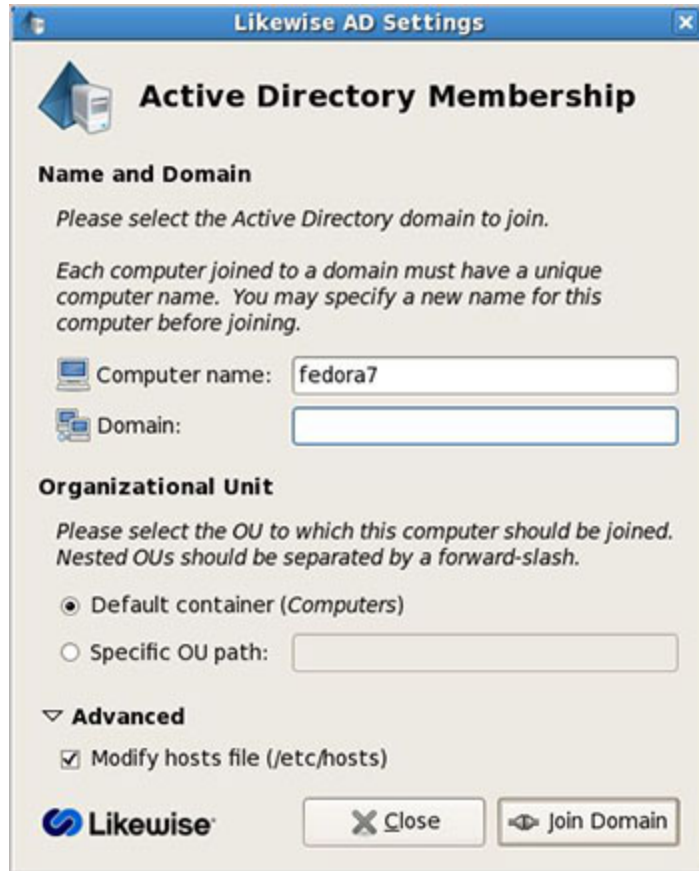 Likewise AD Settings
Active Directory Membership
Name and Domain
Please select the Active Directory domain to join.
Each computer joined to a domain must have a unique
computer name. You may specify a new name for this
computer before joining.
Computer name: fedora7
Domain:
Organizational Unit
Please select the OU to which this computer should be joined.
Nested OUs should be separated by a forward-slash.
Default container (Computers)
Specific OU path:
Advanced
Modify hosts file (/etc/hosts)
Likewise Close Join Domain